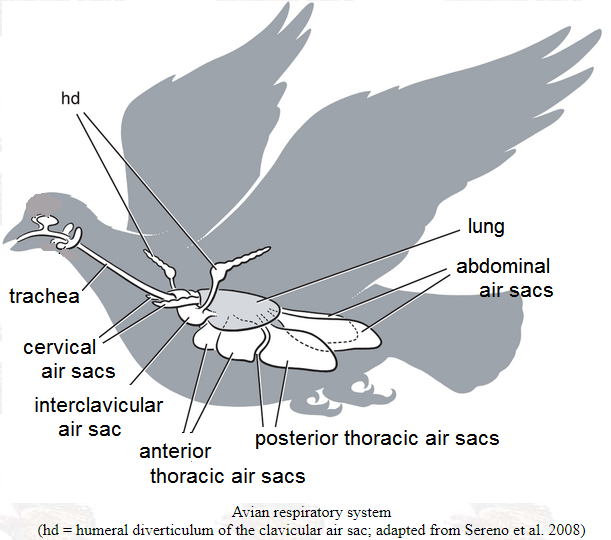 hd
lung
abdominal
air sacs
trachea
cervical
air sacs
interclavicular
air sac
anterior
thoracic air sacs
posterior thoracic air sacs
Avian respiratory system
(hd = humeral diverticulum of the clavicular air sac; adapted from Sereno et al. 2008)